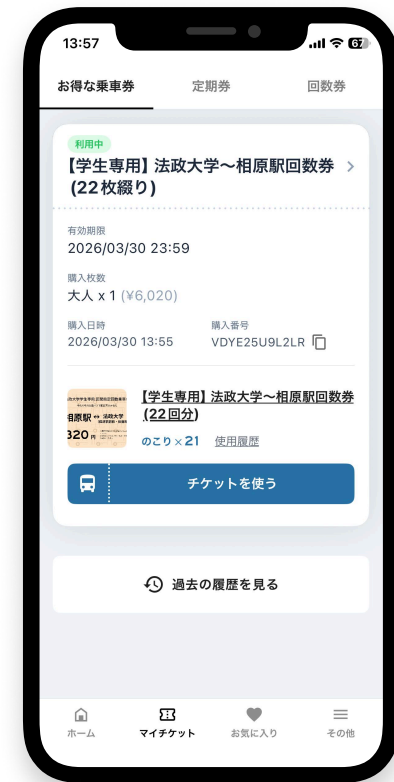 13:57
67
お得な乗車券
定期券
回数券
利用中
【学生専用】法政大学〜相原駅回数券
(22枚綴り)
有効期限
2026/03/30 23:59
購入枚数
大人 x 1 (¥6,020)
購入日時
購入番号
2026/03/30 13:55
VDYE25U9L2LR
相原駅 ⇔ 法政大学
320 円
【学生専用】法政大学〜相原駅回数券
(22回分)
のこり×21
使用履歴
チケットを使う
過去の履歴を見る
ホーム
マイチケット
お気に入り
その他